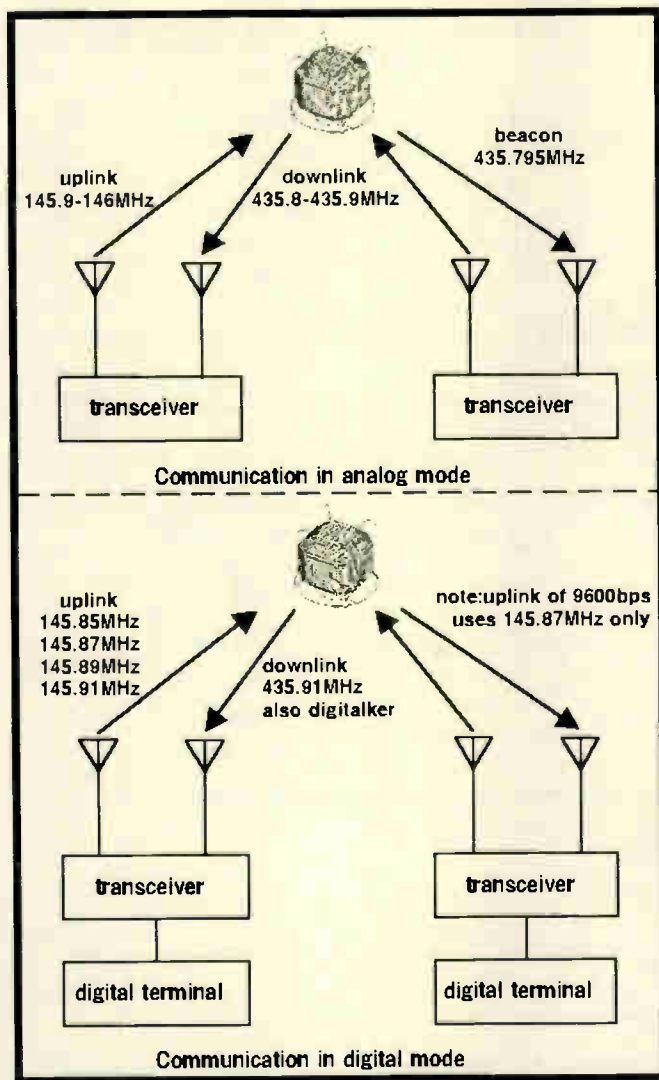 beacon
435.795MHz
uplink
145.9-146MHz
downlink
435.8-435.9MHz
transceiver
transceiver
Communication in analog mode
uplink
145.85MHz
145.87MHz
145.89MHz
145.91MHz
note:uplink of 9600bps
uses 145.87MHz only
downlink
435.91MHz
also digitalker
transceiver
transceiver
digital terminal
digital terminal
Communication in digital mode